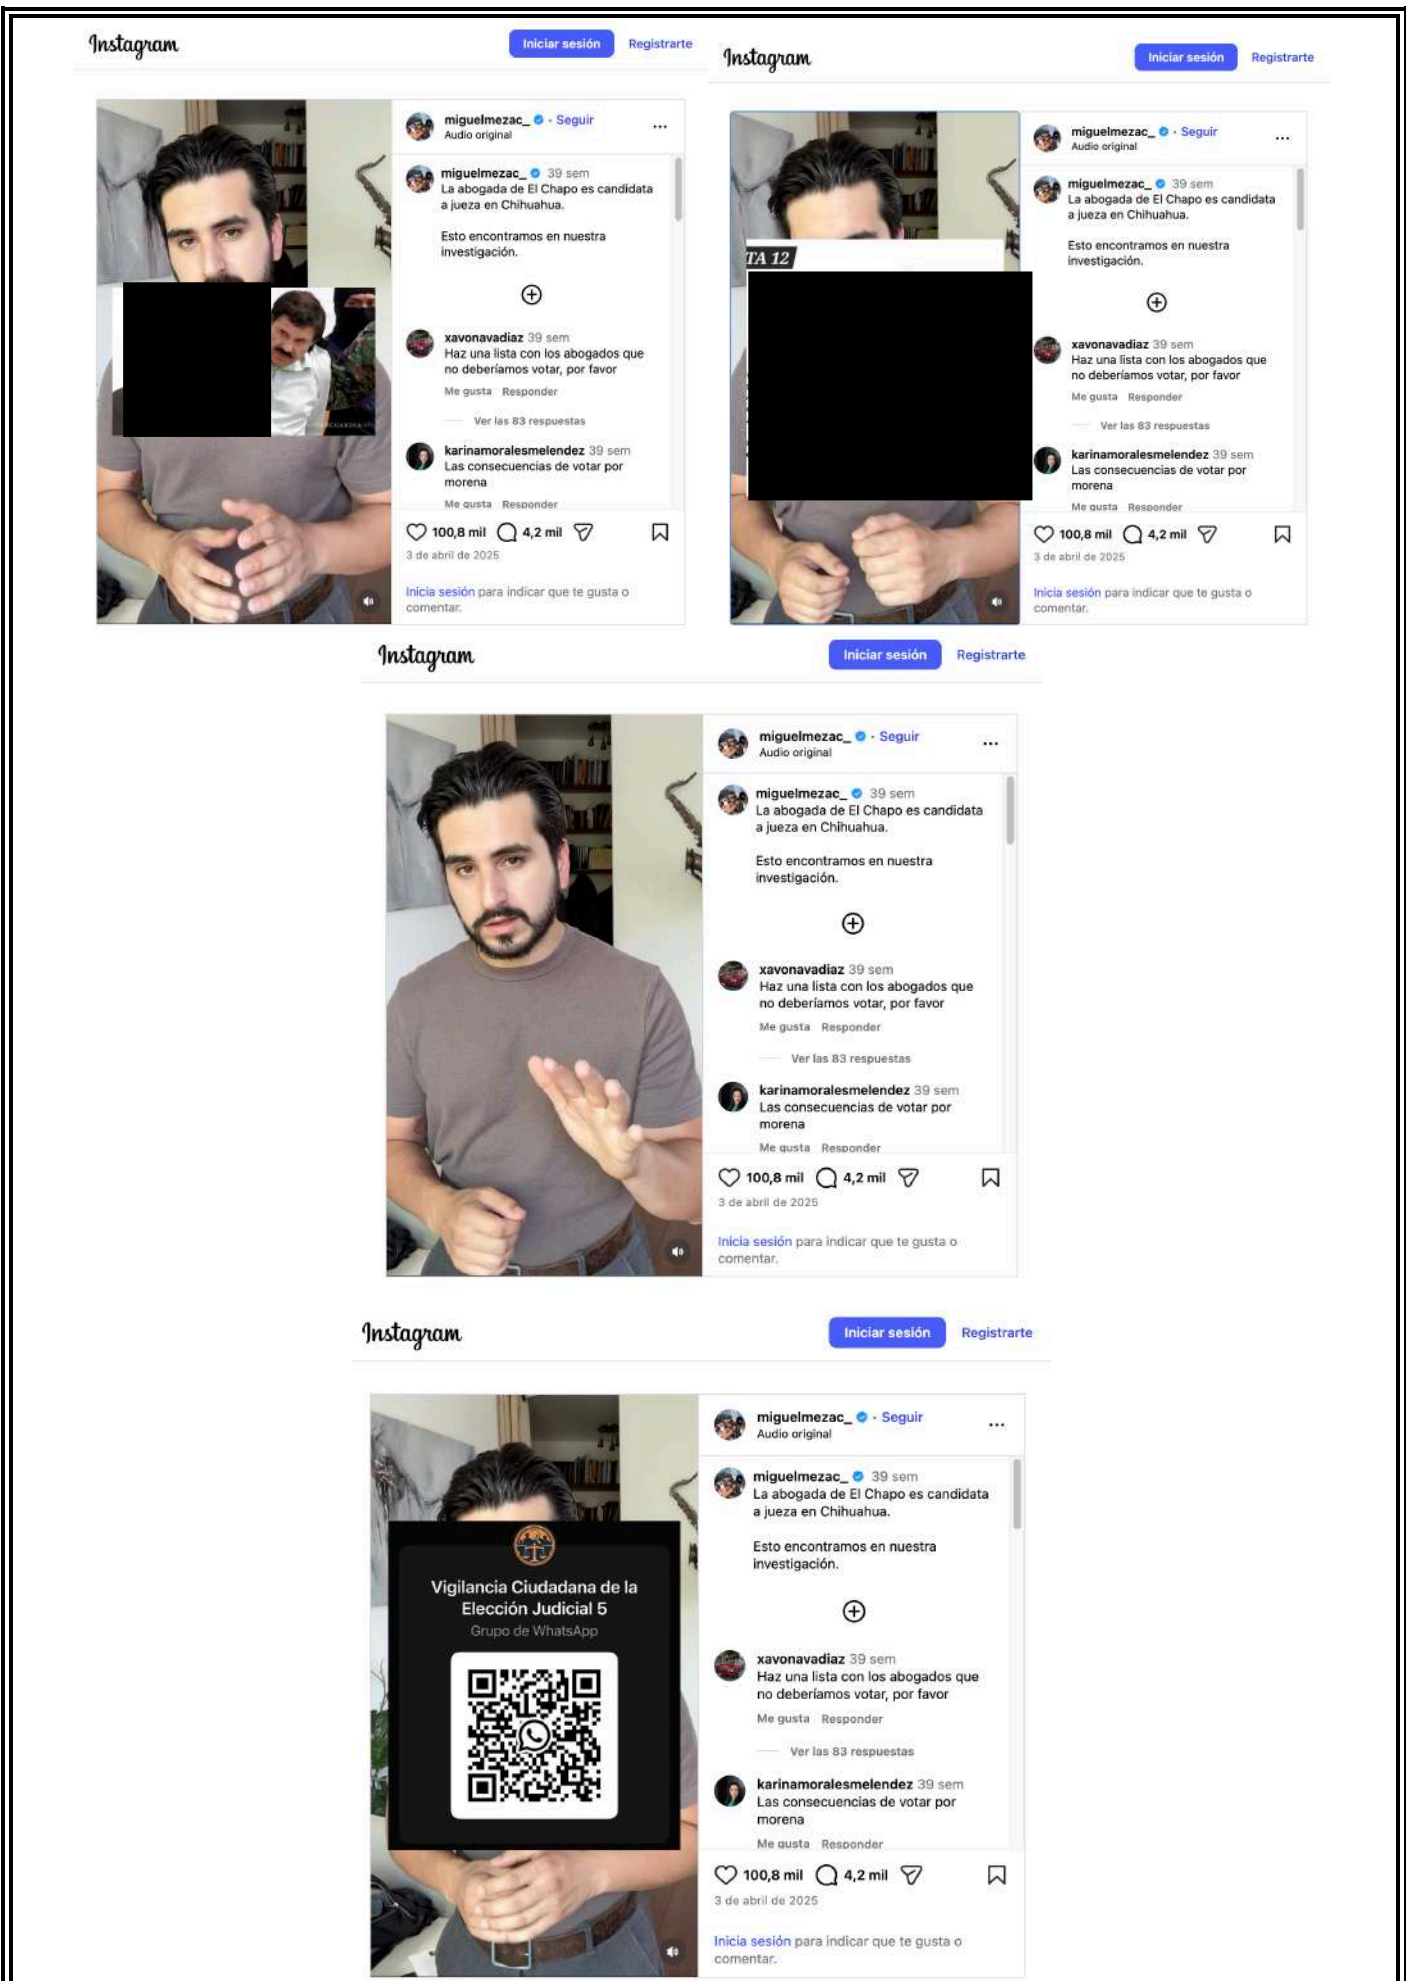 Instagram
Iniciar sesión Registrarte
miguelmezac_ · Seguir
Audio original
miguelmezac_ 39 sem
La abogada de El Chapo es candidata
a jueza en Chihuahua.
Esto encontramos en nuestra
investigación.
xavonavadiaz 39 sem
Haz una lista con los abogados que
no deberíamos votar, por favor
Me gusta Responder
Ver las 83 respuestas
karinamoralesmelendez 39 sem
Las consecuencias de votar por
morena
Me gusta Responder
100,8 mil 4,2 mil
3 de abril de 2025
Inicia sesión para indicar que te gusta o
comentar.
Instagram
Iniciar sesión Registrarte
TA 12
miguelmezac_ · Seguir
Audio original
miguelmezac_ 39 sem
La abogada de El Chapo es candidata
a jueza en Chihuahua.
Esto encontramos en nuestra
investigación.
xavonavadiaz 39 sem
Haz una lista con los abogados que
no deberíamos votar, por favor
Me gusta Responder
Ver las 83 respuestas
karinamoralesmelendez 39 sem
Las consecuencias de votar por
morena
Me gusta Responder
100,8 mil 4,2 mil
3 de abril de 2025
Inicia sesión para indicar que te gusta o
comentar.
Instagram
Iniciar sesión Registrarte
miguelmezac_ · Seguir
Audio original
miguelmezac_ 39 sem
La abogada de El Chapo es candidata
a jueza en Chihuahua.
Esto encontramos en nuestra
investigación.
xavonavadiaz 39 sem
Haz una lista con los abogados que
no deberíamos votar, por favor
Me gusta Responder
Ver las 83 respuestas
karinamoralesmelendez 39 sem
Las consecuencias de votar por
morena
Me gusta Responder
100,8 mil 4,2 mil
3 de abril de 2025
Inicia sesión para indicar que te gusta o
comentar.
Instagram
Iniciar sesión Registrarte
Vigilancia Ciudadana de la
Elección Judicial 5
Grupo de WhatsApp
miguelmezac_ · Seguir
Audio original
miguelmezac_ 39 sem
La abogada de El Chapo es candidata
a jueza en Chihuahua.
Esto encontramos en nuestra
investigación.
xavonavadiaz 39 sem
Haz una lista con los abogados que
no deberíamos votar, por favor
Me gusta Responder
Ver las 83 respuestas
karinamoralesmelendez 39 sem
Las consecuencias de votar por
morena
Me gusta Responder
100,8 mil 4,2 mil
3 de abril de 2025
Inicia sesión para indicar que te gusta o
comentar.